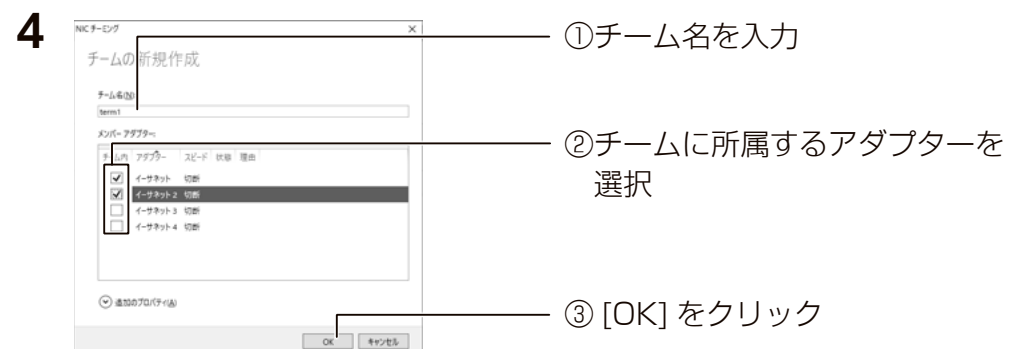 4
NIC チーミング
チームの新規作成
チーム名(N):
term1
メンバー アダプター:
チーム内 アダプター スピード 状態 理由
イーサネット 切断
イーサネット 2 切断
イーサネット 3 切断
イーサネット 4 切断
追加のプロパティ(A)
OK キャンセル
①チーム名を入力
②チームに所属するアダプターを
選択
③ [OK] をクリック